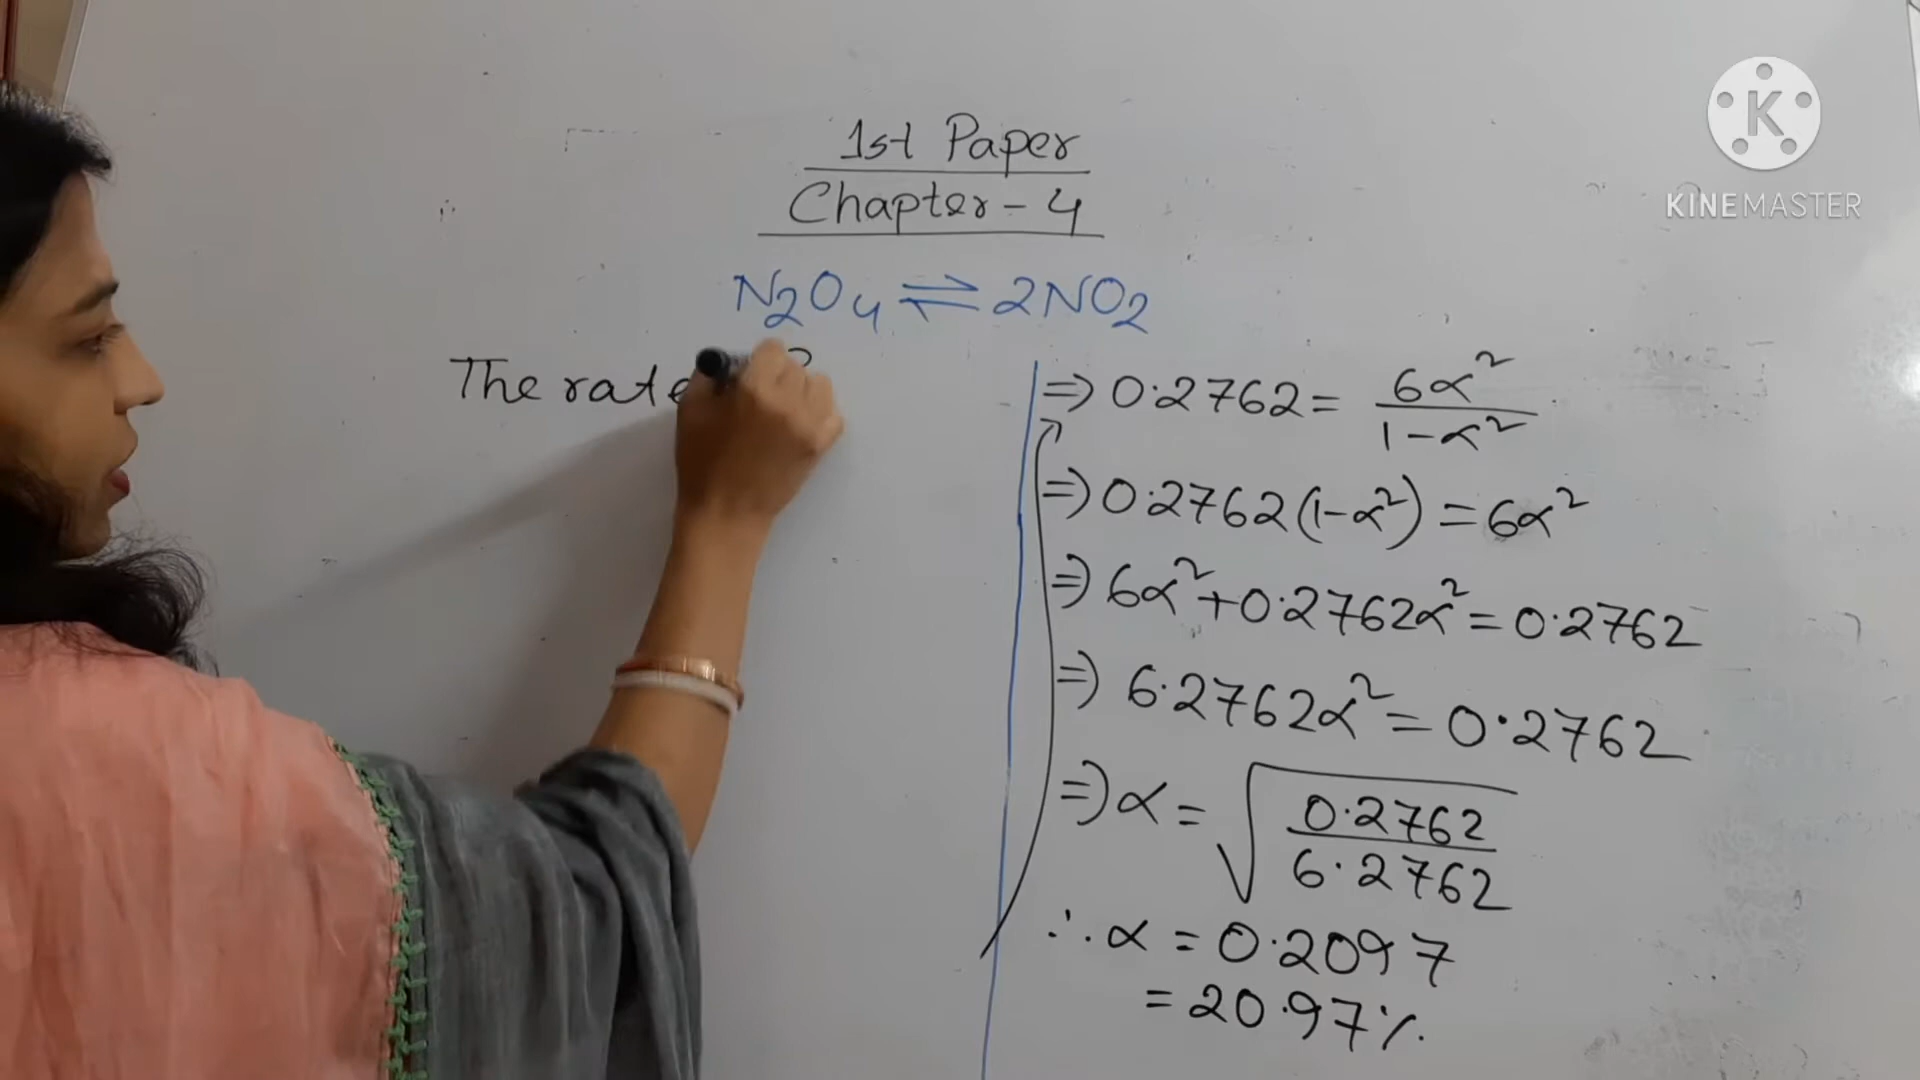 1st Paper
Chapter - 4
N₂O₄ ⇌ 2NO₂
The rate
⇒ 0.2762 = 6α² / 1-α²
⇒ 0.2762(1-α²) = 6α²
⇒ 6α² + 0.2762α² = 0.2762
⇒ 6.2762α² = 0.2762
⇒ α = √(0.2762 / 6.2762)
∴ α = 0.2097
= 20.97%
K
KINEMASTER